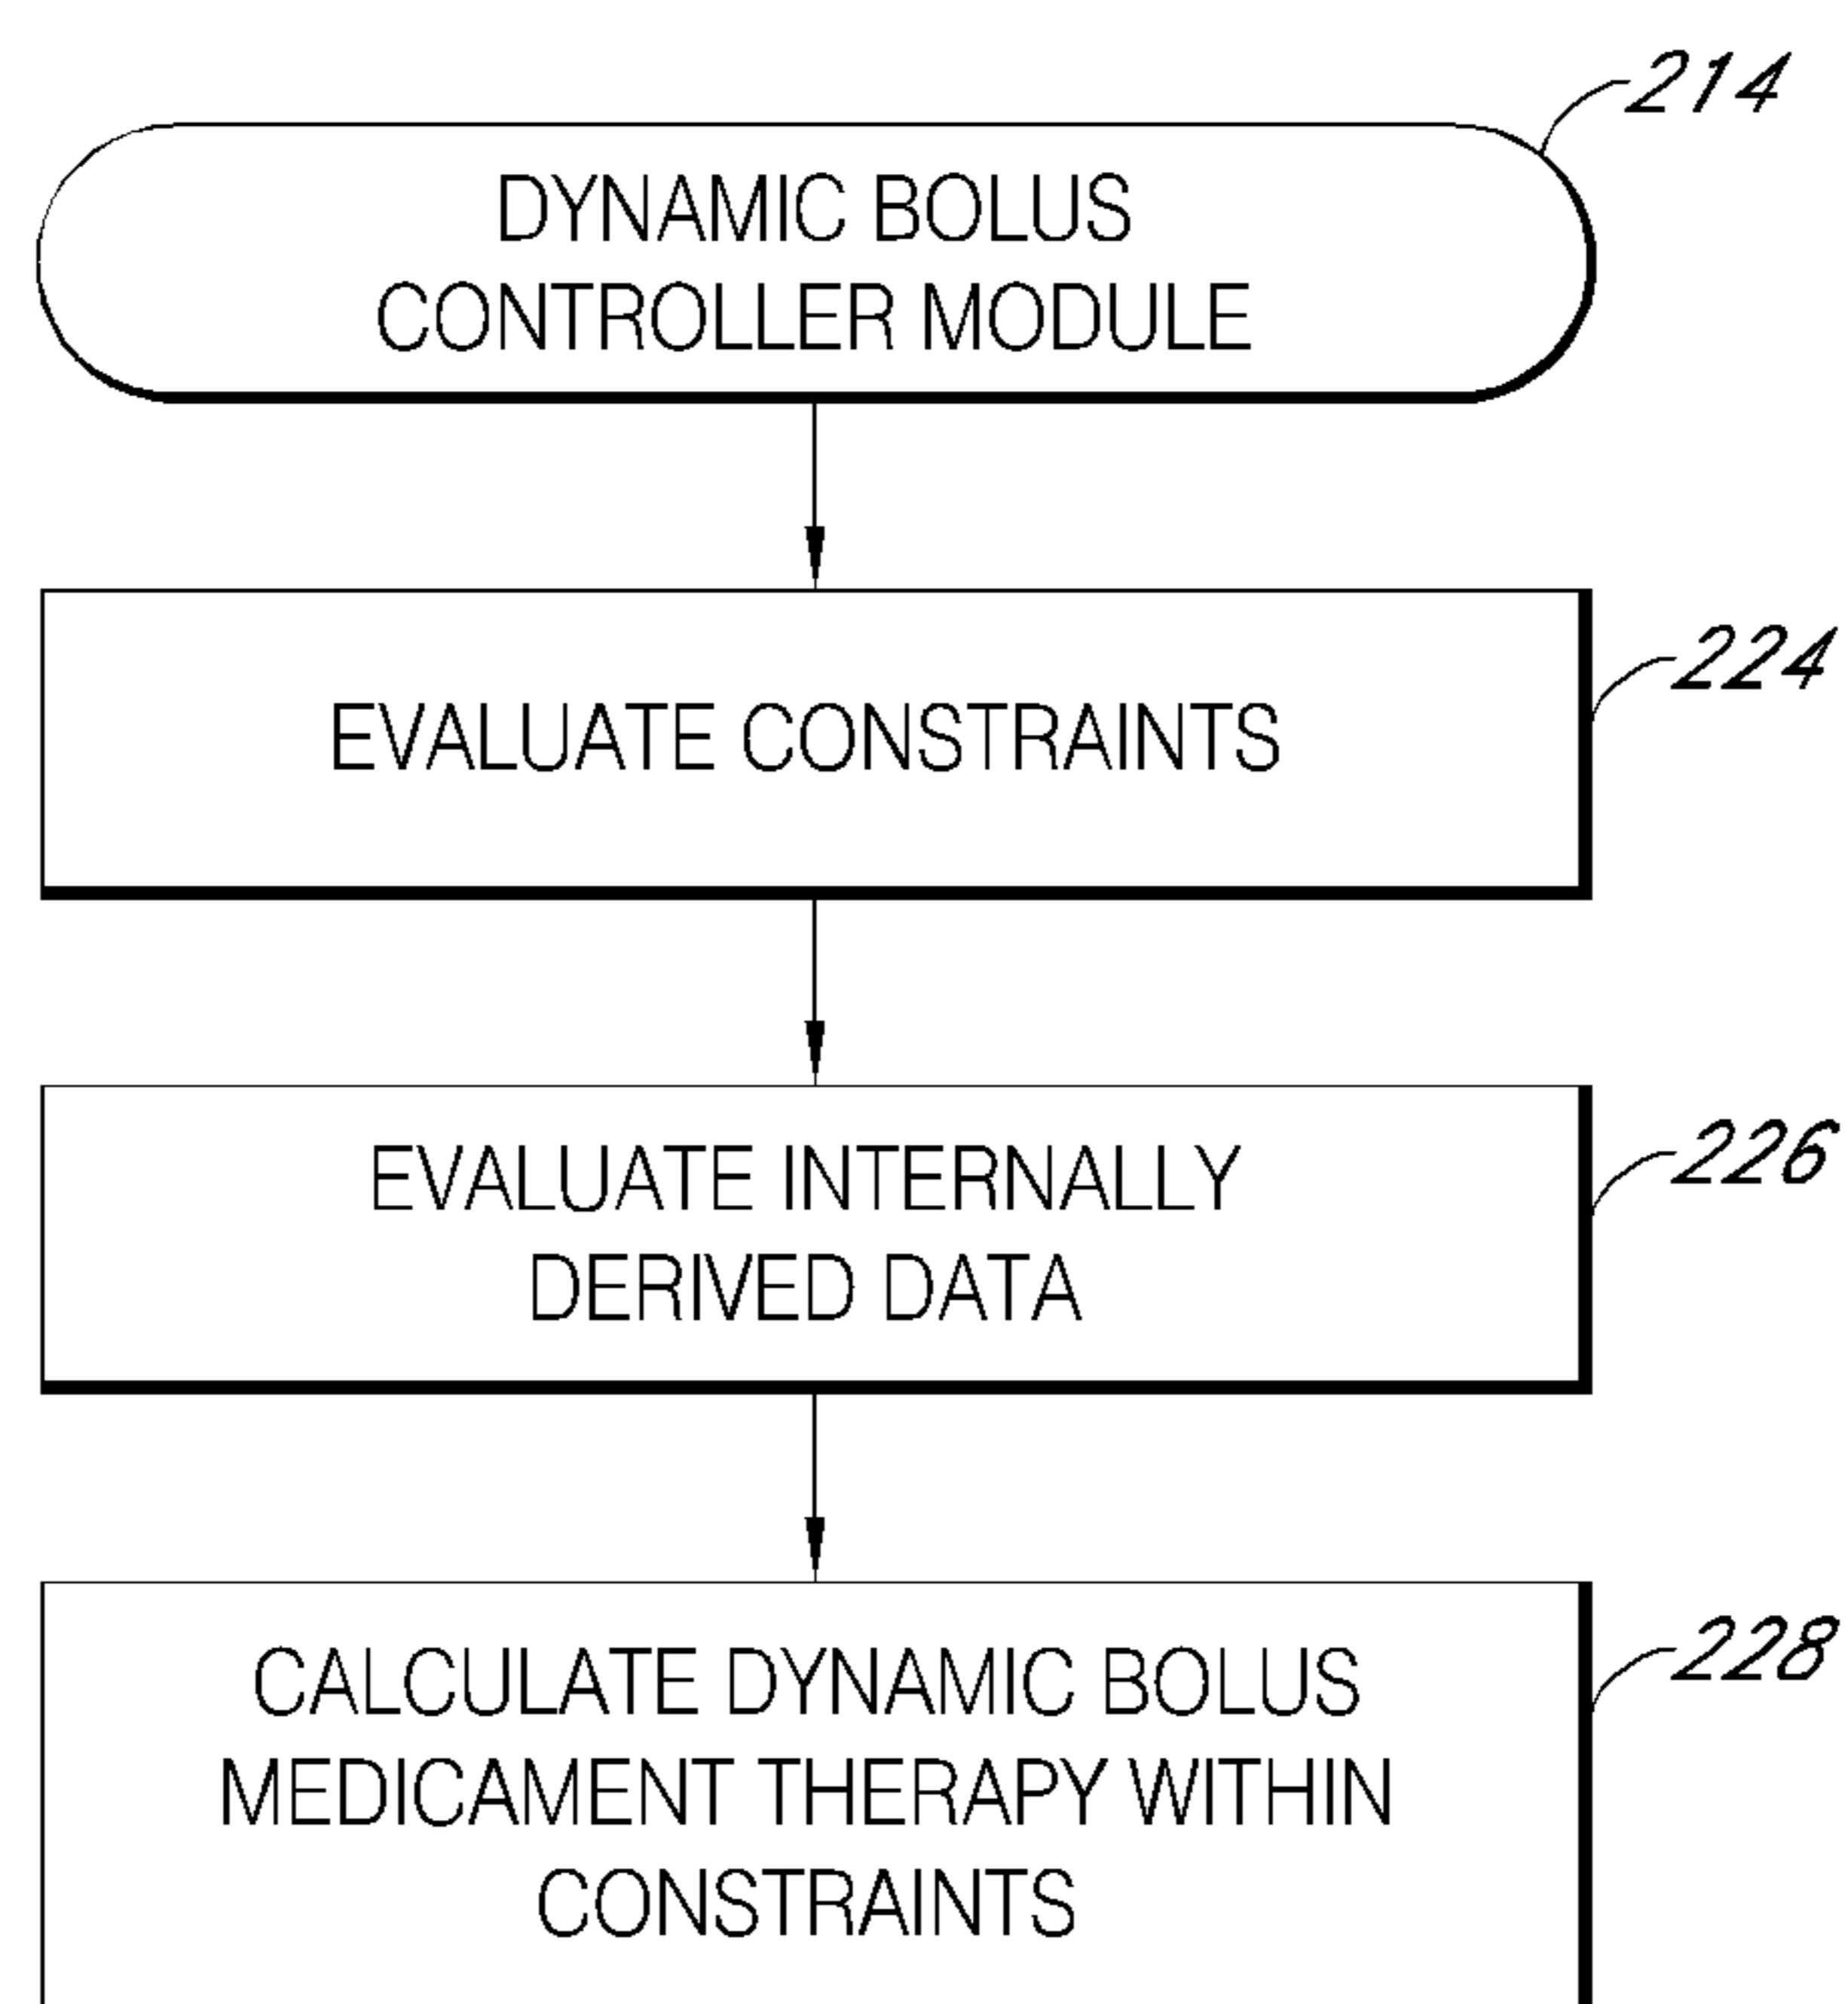 214
DYNAMIC BOLUS
CONTROLLER MODULE
224
EVALUATE CONSTRAINTS
226
EVALUATE INTERNALLY
DERIVED DATA
228
CALCULATE DYNAMIC BOLUS
MEDICAMENT THERAPY WITHIN
CONSTRAINTS